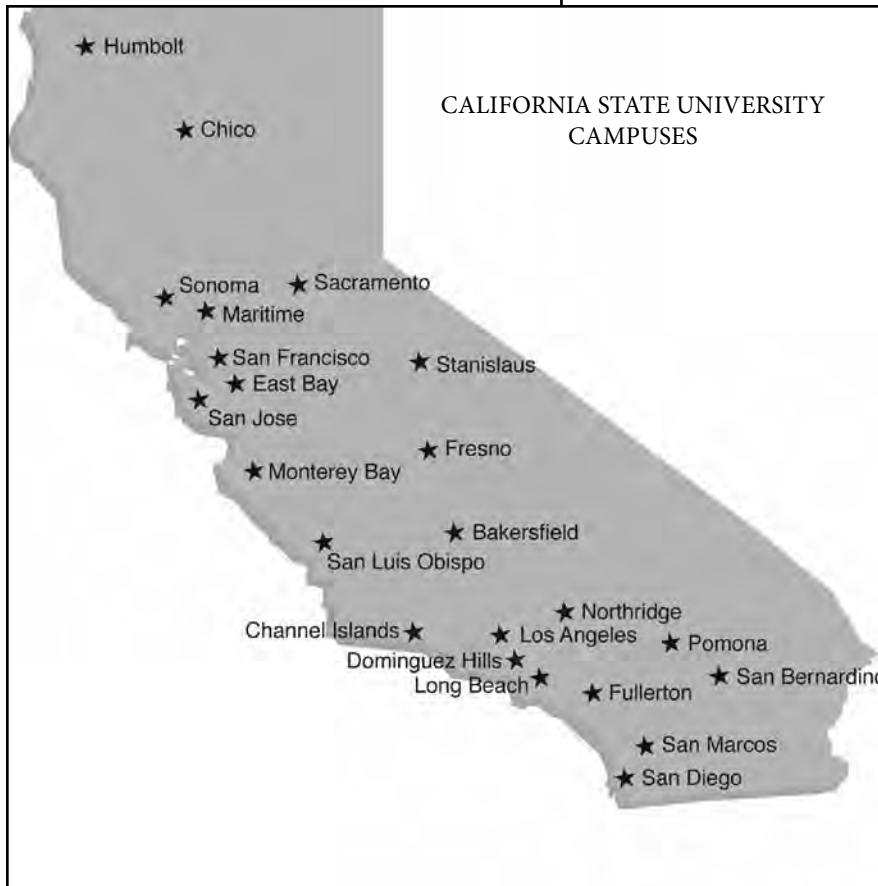 Humbolt
CALIFORNIA STATE UNIVERSITY
CAMPUSES
Chico
Sonoma
Sacramento
Maritime
San Francisco
Stanislaus
East Bay
San Jose
Fresno
Monterey Bay
Bakersfield
San Luis Obispo
Northridge
Channel Islands
Los Angeles
Pomona
Dominguez Hills
Long Beach
San Bernardino
Fullerton
San Marcos
San Diego